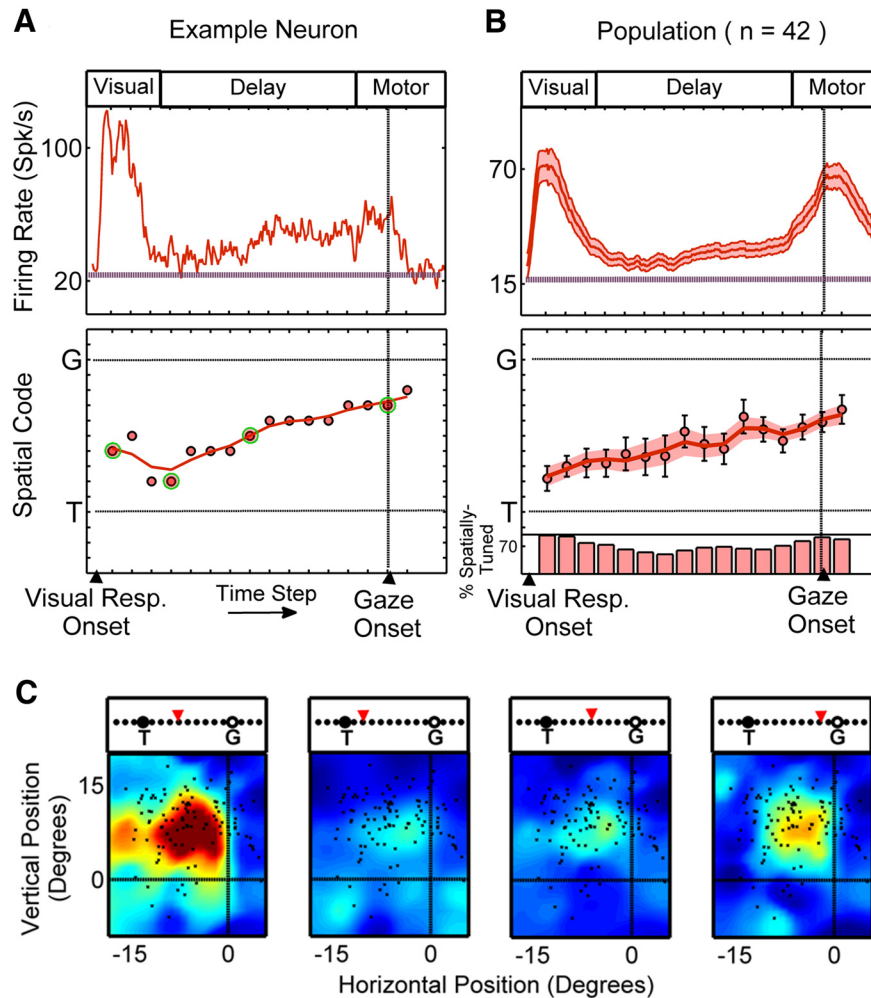 A
Example Neuron
B
Population ( n = 42 )
Visual
Delay
Motor
Visual
Delay
Motor
Firing Rate (Spk/s)
100
20
70
15
Spatial Code
G
T
G
T
% Spatially-
Tuned
70
Visual Resp.
Onset
Time Step
Gaze
Onset
Visual Resp.
Onset
Gaze
Onset
C
T
G
T
G
T
G
T
G
Vertical Position
(Degrees)
15
0
-15
0
-15
0
-15
0
-15
0
Horizontal Position (Degrees)